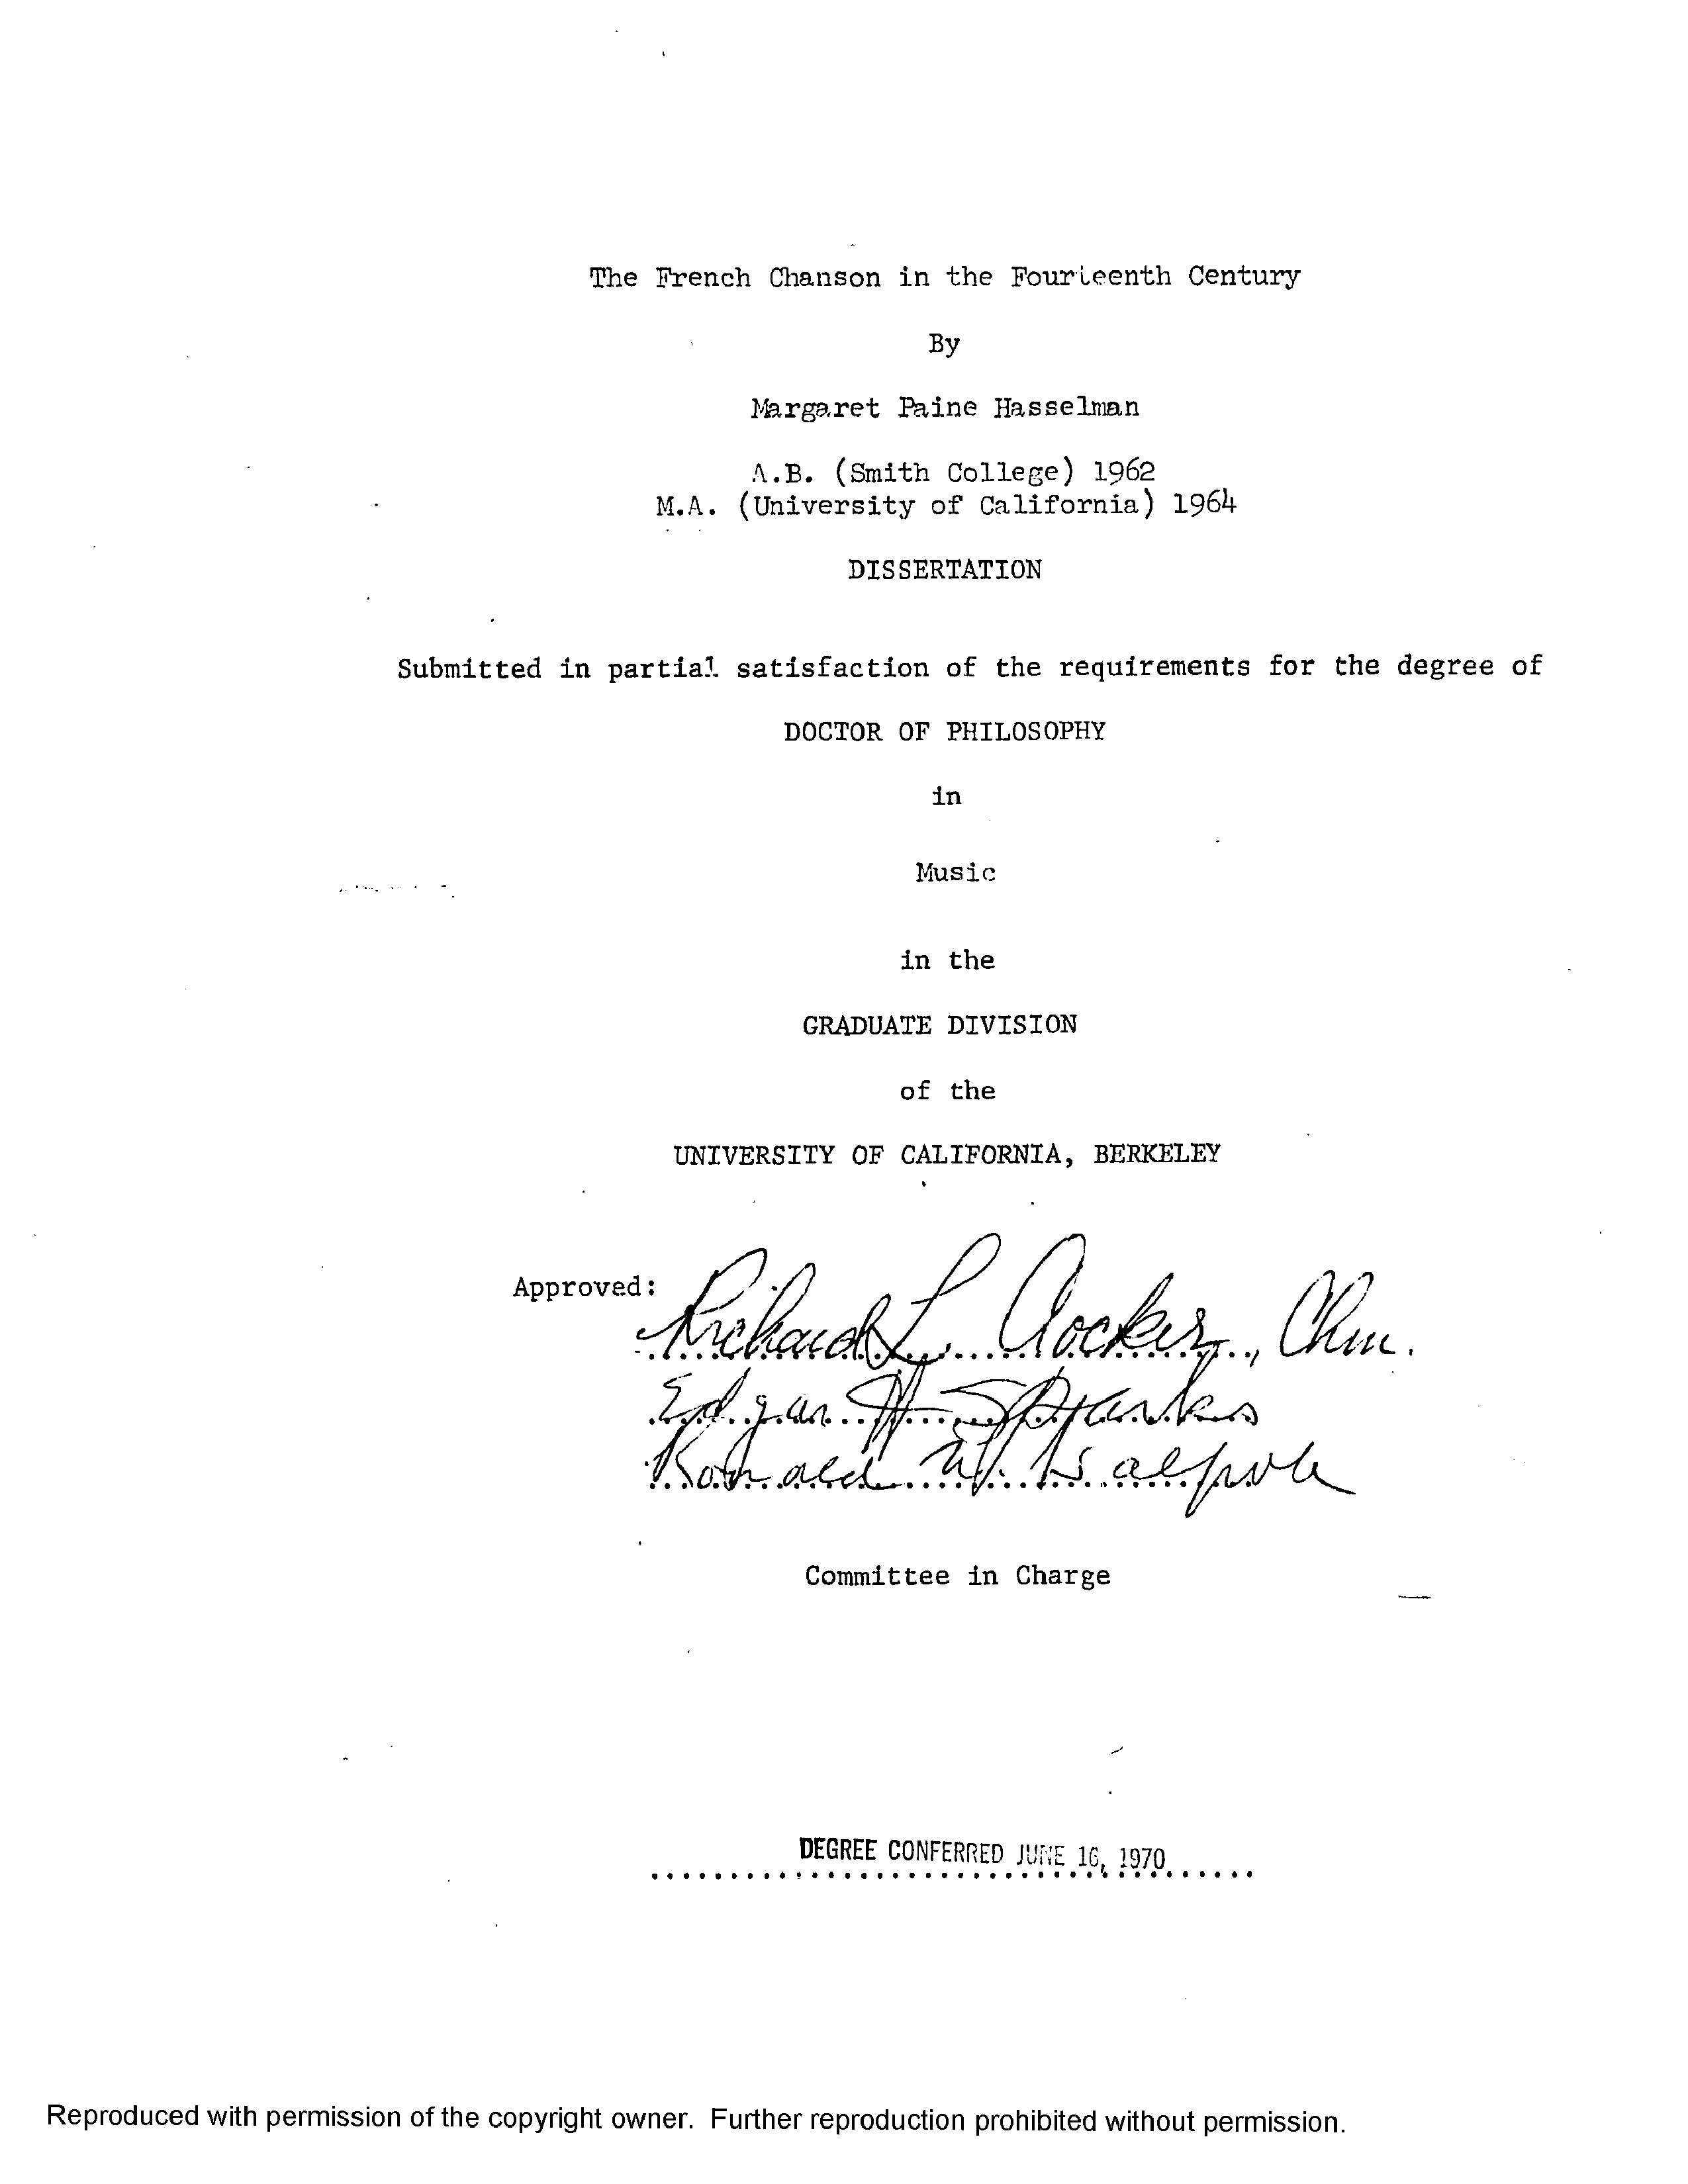 The French Chanson in the Fourteenth Century
By
Margaret Paine Hasselman
A.B. (Smith College) 1962
M.A. (University of California) 1964
DISSERTATION
Submitted in partial satisfaction of the requirements for the degree of
DOCTOR OF PHILOSOPHY
in
Music
in the
GRADUATE DIVISION
of the
UNIVERSITY OF CALIFORNIA, BERKELEY
Approved: Richard L. Crocker, Chm.
Edgar H. Sparks
Ronald N. Walpole
Committee in Charge
DEGREE CONFERRED JUNE 16, 1970
Reproduced with permission of the copyright owner. Further reproduction prohibited without permission.